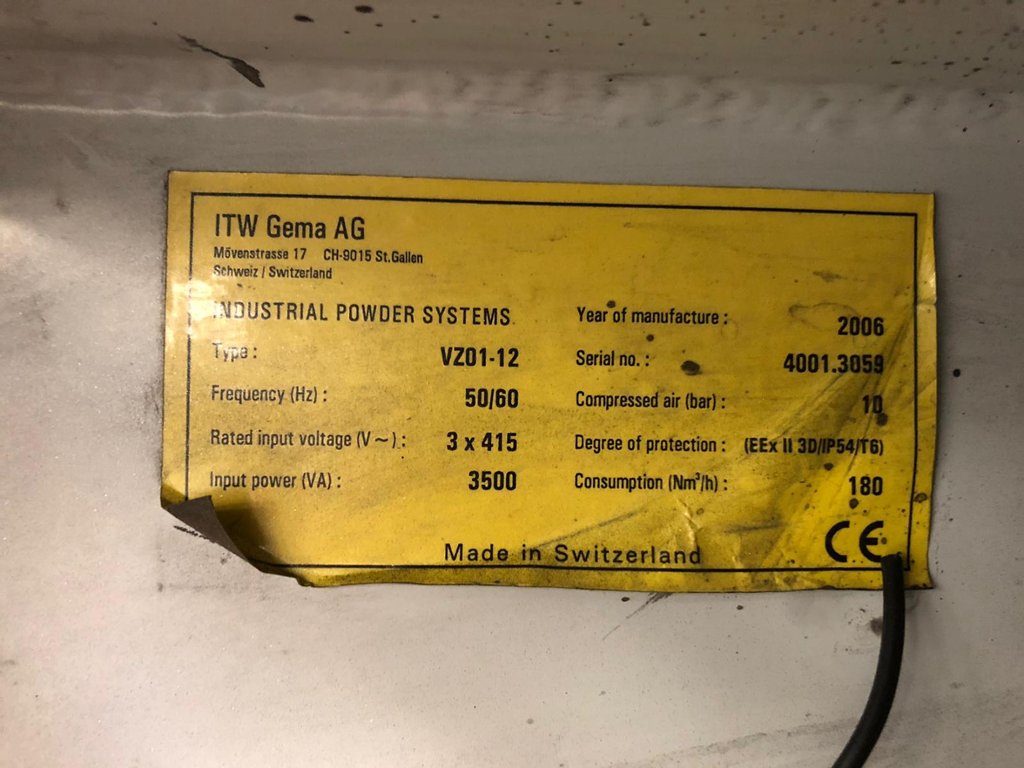 ITW Gema AG
Mövenstrasse 17 CH-9015 St.Gallen
Schweiz / Switzerland
INDUSTRIAL POWDER SYSTEMS
Type : VZ01-12
Frequency (Hz) : 50/60
Rated input voltage (V~) : 3 x 415
Input power (VA) : 3500
Year of manufacture : 2006
Serial no. : 4001.3059
Compressed air (bar) : 10
Degree of protection : (EEx II 3D/IP54/T6)
Consumption (Nm³/h) : 180
Made in Switzerland
CE